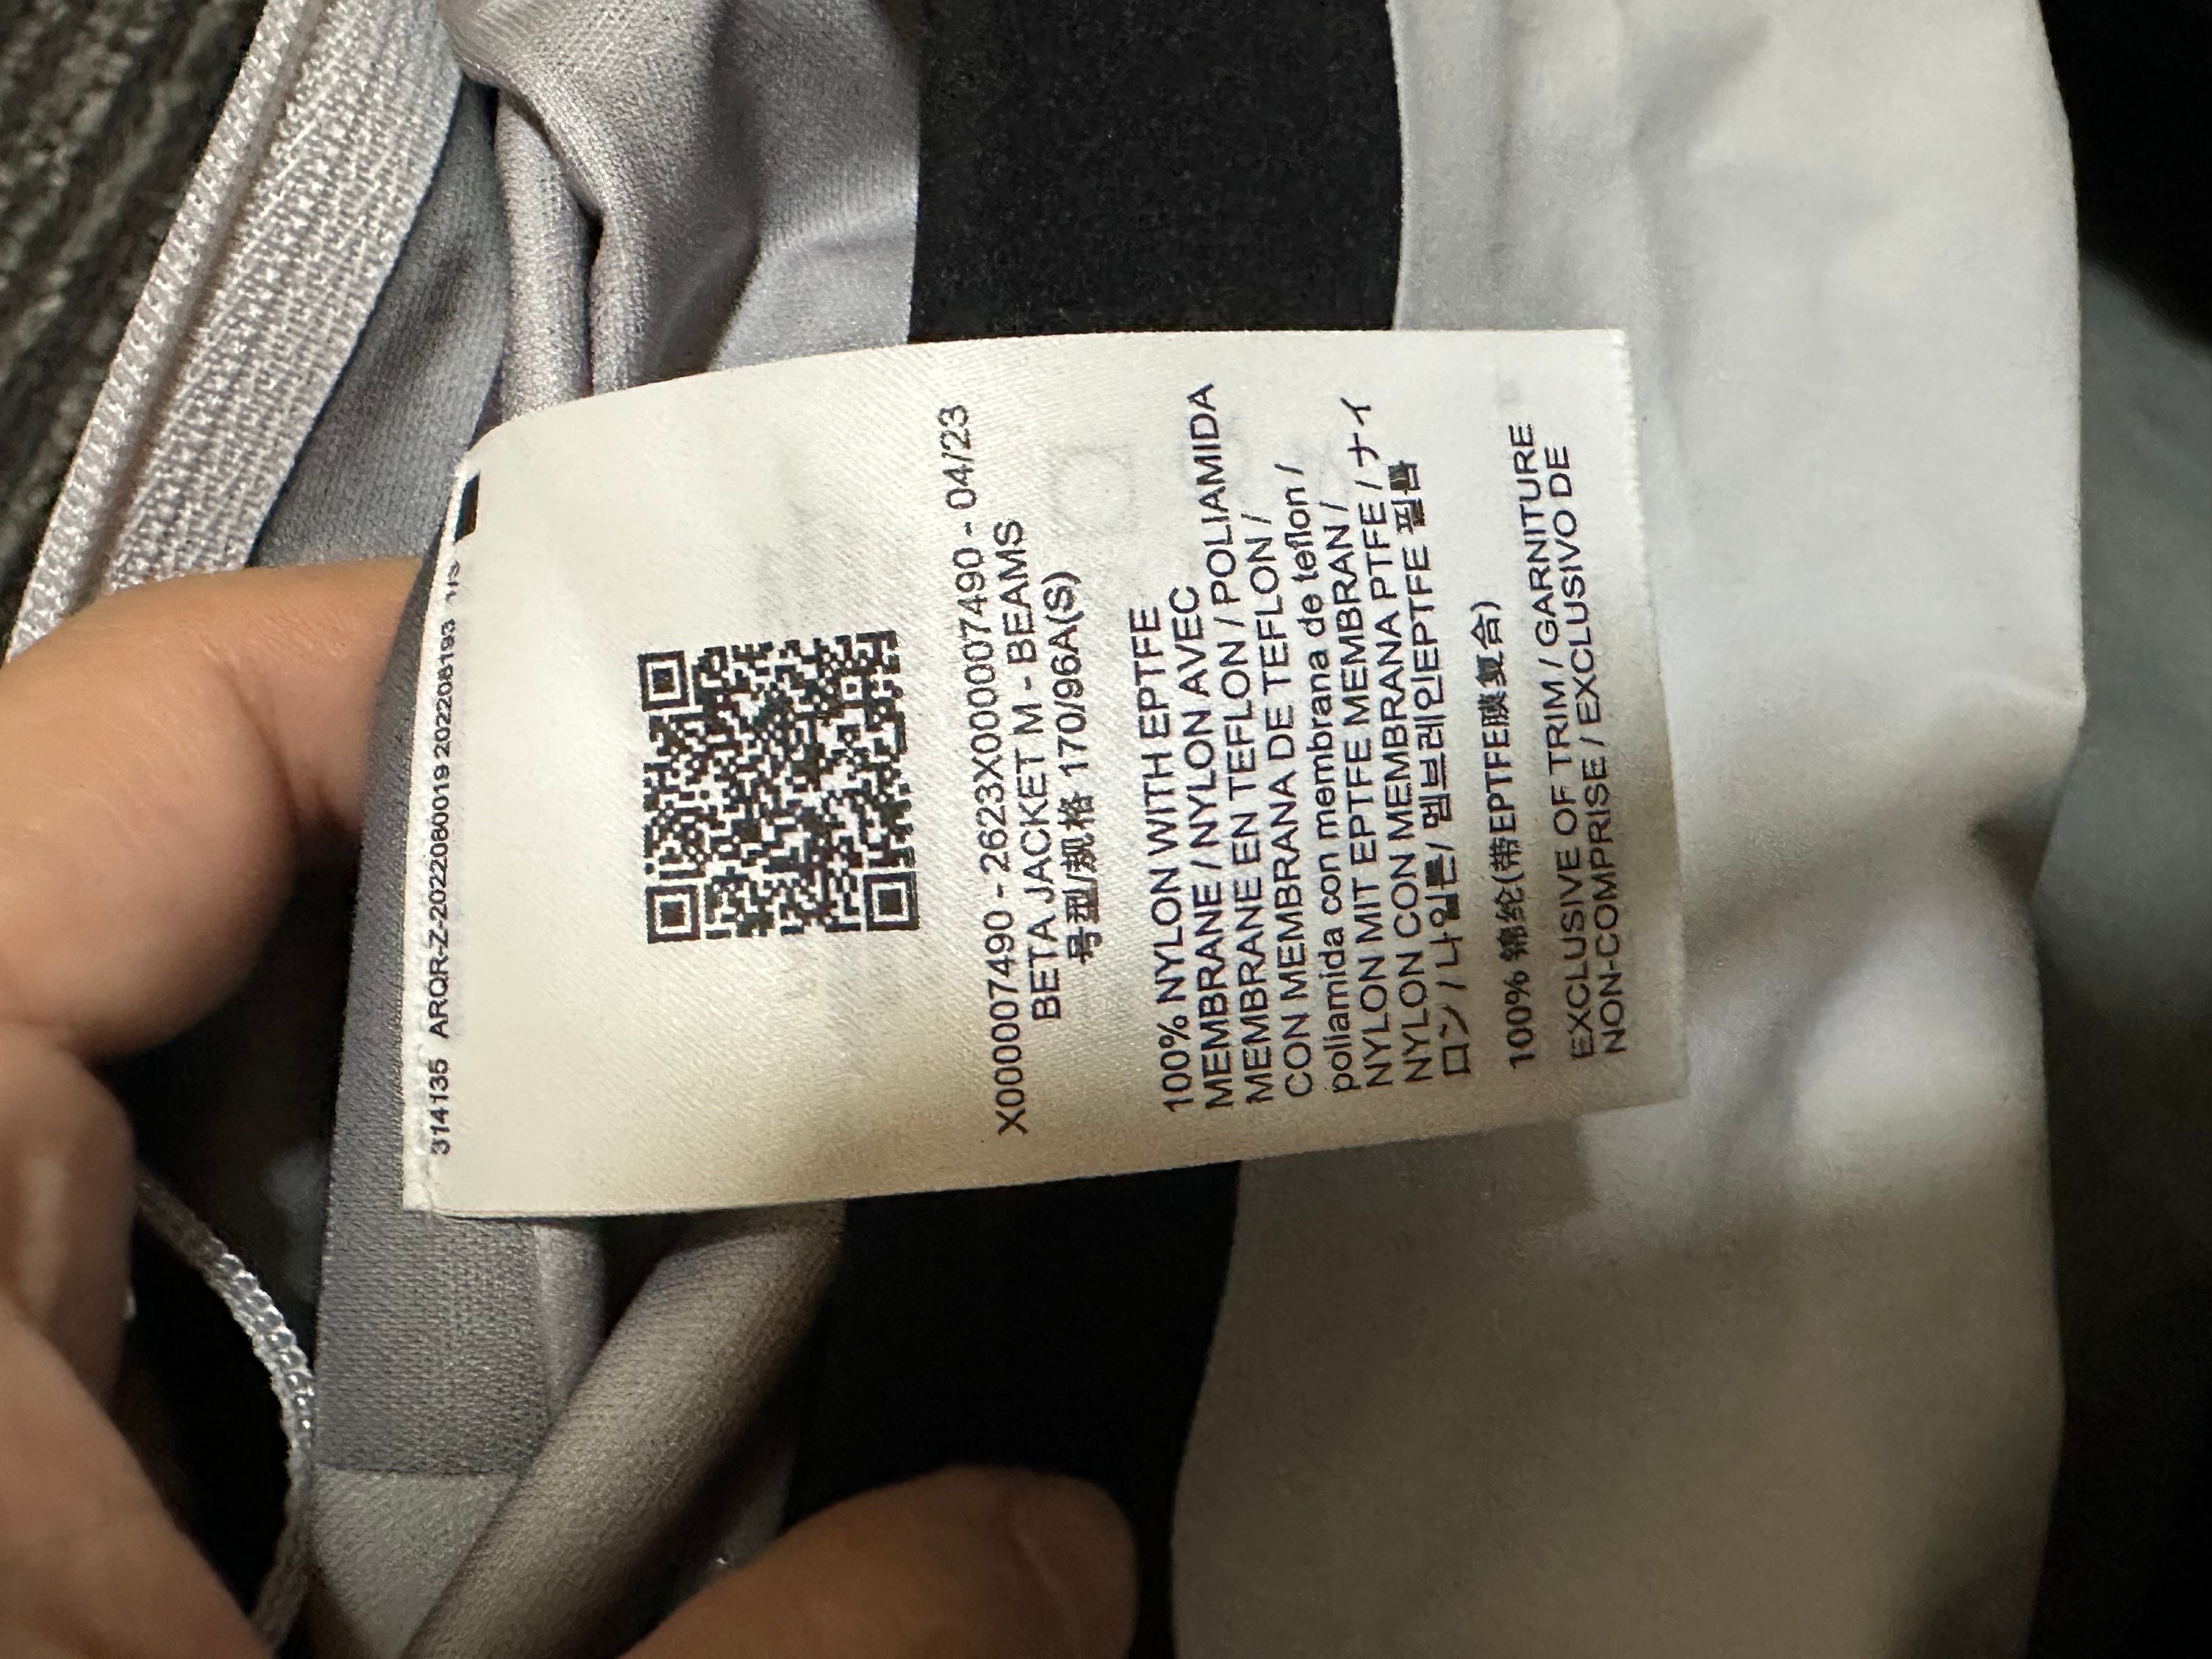 314135 ARQR-Z-2022080019 202208193 1/3
X000007490 - 2623X000007490 - 04/23
BETA JACKET M - BEAMS
号型/规格 170/96A(S)
100% NYLON WITH EPTFE
MEMBRANE / NYLON AVEC
MEMBRANE EN TEFLON / POLIAMIDA
CON MEMBRANA DE TEFLON /
poliamida con membrana de teflon /
NYLON MIT EPTFE MEMBRAN /
NYLON CON MEMBRANA PTFE / ナイ
ロン / 나일론/ 멤브레인EPTFE 필름
100% 锦纶(带EPTFE膜复合)
EXCLUSIVE OF TRIM / GARNITURE
NON-COMPRISE / EXCLUSIVO DE